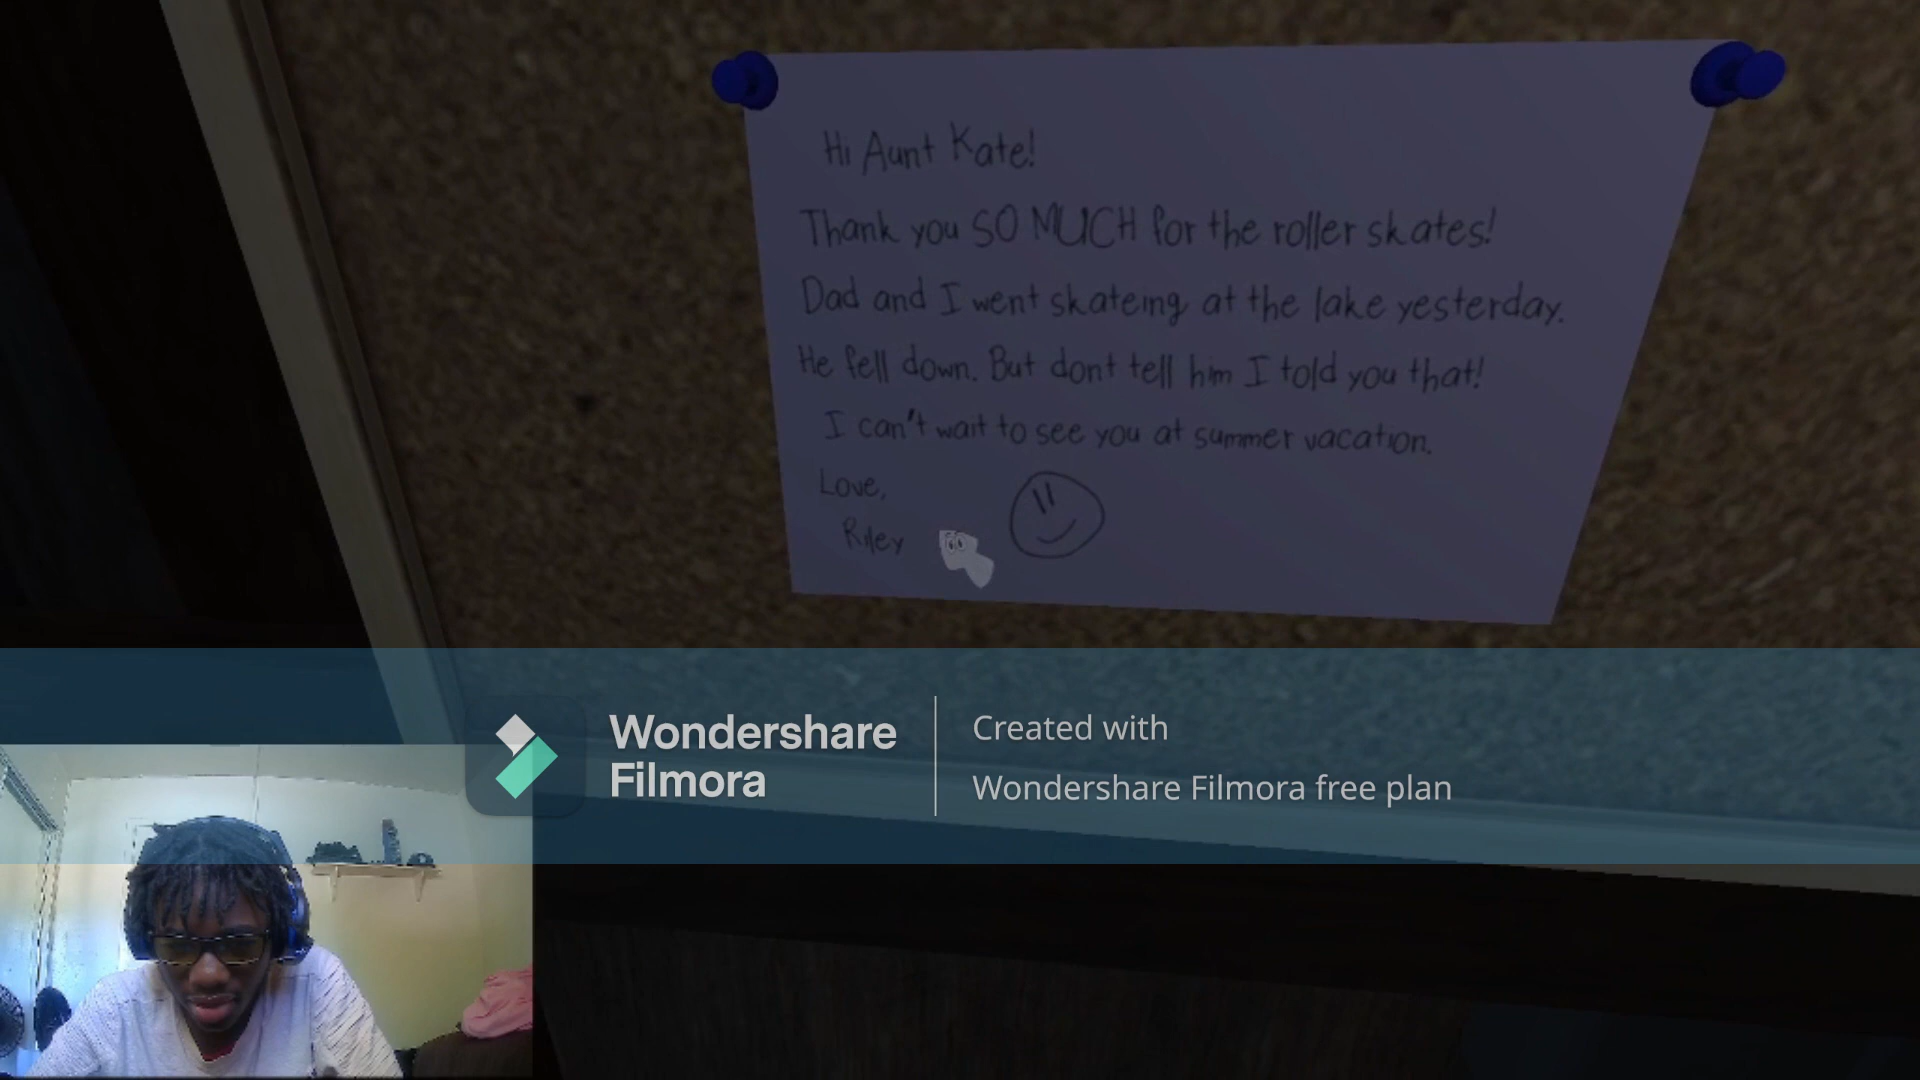 Hi Aunt Kate!
Thank you SO MUCH for the roller skates!
Dad and I went skateing at the lake yesterday.
He fell down. But dont tell him I told you that!
I can't wait to see you at summer vacation.
Love,
Riley
Wondershare
Filmora
Created with
Wondershare Filmora free plan